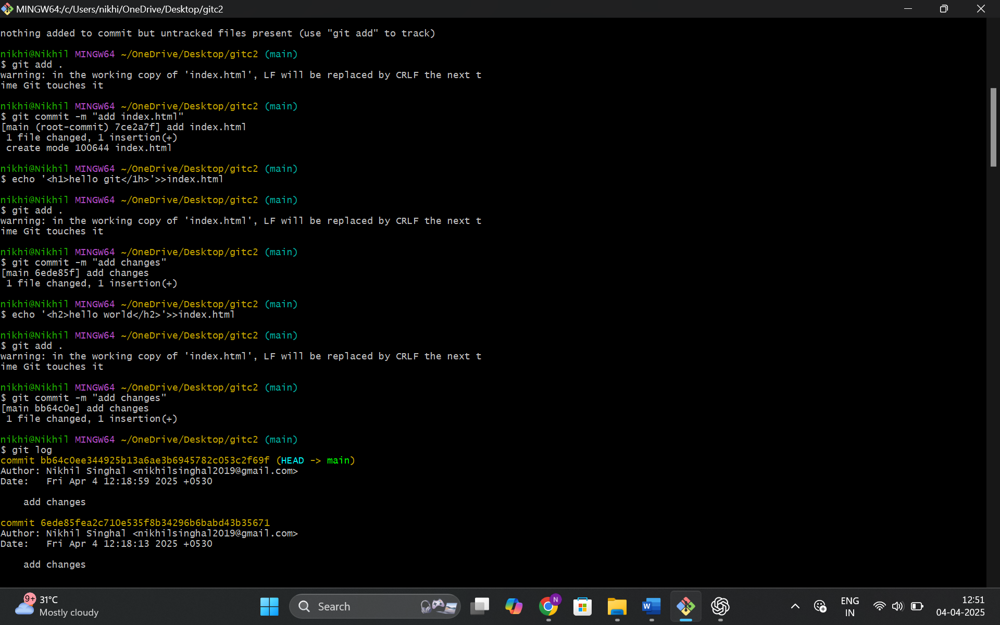 MINGW64:/c/Users/nikhi/OneDrive/Desktop/gitc2
nothing added to commit but untracked files present (use "git add" to track)
nikhi@Nikhil MINGW64 ~/OneDrive/Desktop/gitc2 (main)
$ git add .
warning: in the working copy of 'index.html', LF will be replaced by CRLF the next t
ime Git touches it
nikhi@Nikhil MINGW64 ~/OneDrive/Desktop/gitc2 (main)
$ git commit -m "add index.html"
[main (root-commit) 7ce2a7f] add index.html
 1 file changed, 1 insertion(+)
 create mode 100644 index.html
nikhi@Nikhil MINGW64 ~/OneDrive/Desktop/gitc2 (main)
$ echo '<h1>hello git</1h>'>>index.html
nikhi@Nikhil MINGW64 ~/OneDrive/Desktop/gitc2 (main)
$ git add .
warning: in the working copy of 'index.html', LF will be replaced by CRLF the next t
ime Git touches it
nikhi@Nikhil MINGW64 ~/OneDrive/Desktop/gitc2 (main)
$ git commit -m "add changes"
[main 6ede85f] add changes
 1 file changed, 1 insertion(+)
nikhi@Nikhil MINGW64 ~/OneDrive/Desktop/gitc2 (main)
$ echo '<h2>hello world</h2>'>>index.html
nikhi@Nikhil MINGW64 ~/OneDrive/Desktop/gitc2 (main)
$ git add .
warning: in the working copy of 'index.html', LF will be replaced by CRLF the next t
ime Git touches it
nikhi@Nikhil MINGW64 ~/OneDrive/Desktop/gitc2 (main)
$ git commit -m "add changes"
[main bb64c0e] add changes
 1 file changed, 1 insertion(+)
nikhi@Nikhil MINGW64 ~/OneDrive/Desktop/gitc2 (main)
$ git log
commit bb64c0ee344925b13a6ae3b6945782c053c2f69f (HEAD -> main)
Author: Nikhil Singhal <nikhilsinghal2019@gmail.com>
Date:   Fri Apr 4 12:18:59 2025 +0530
    add changes
commit 6ede85fea2c710e535f8b34296b6babd43b35671
Author: Nikhil Singhal <nikhilsinghal2019@gmail.com>
Date:   Fri Apr 4 12:18:13 2025 +0530
    add changes
9+
31°C
Mostly cloudy
Search
N
W
ENG
IN
12:51
04-04-2025